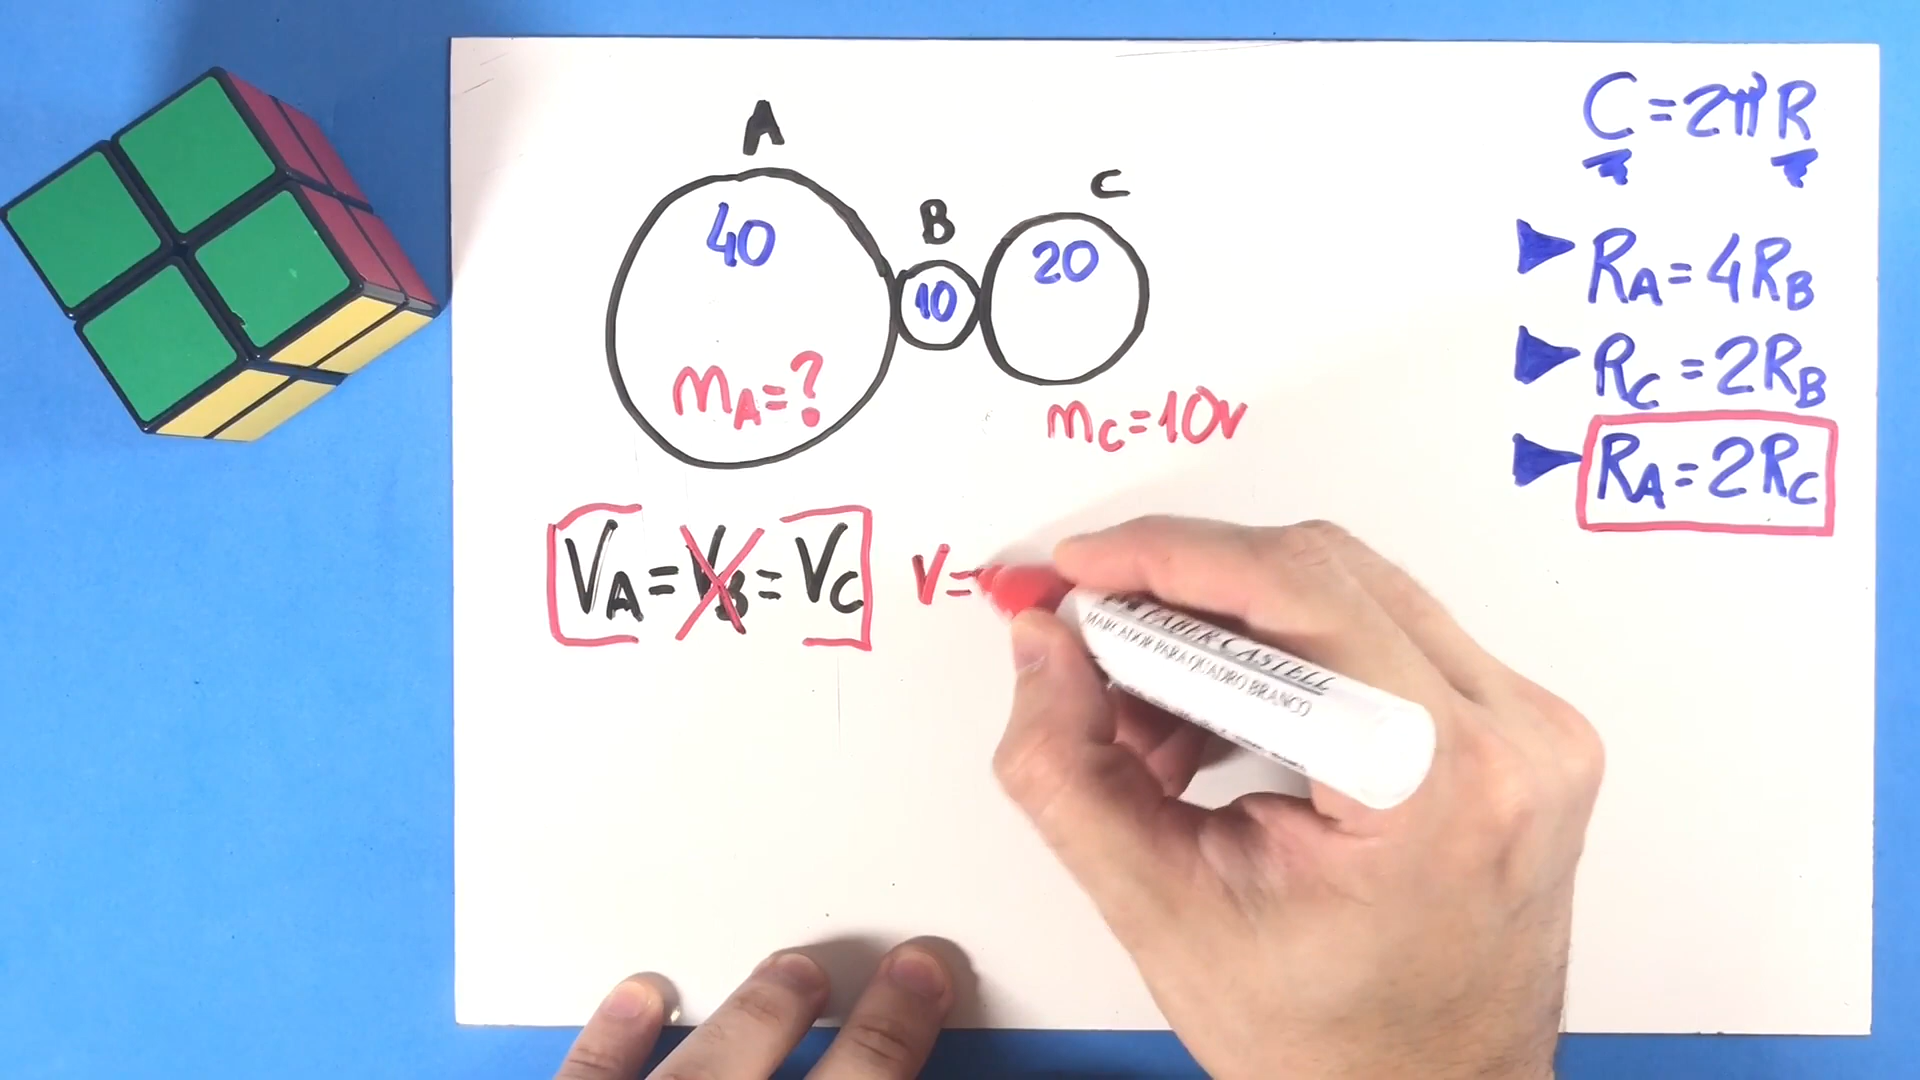 A
B
C
40
10
20
mA=?
mC=10v
VA=VB=VC
V=
C=2πR
RA=4RB
RC=2RB
RA=2RC
FABER CASTELL
MARCADOR PARA QUADRO BRANCO